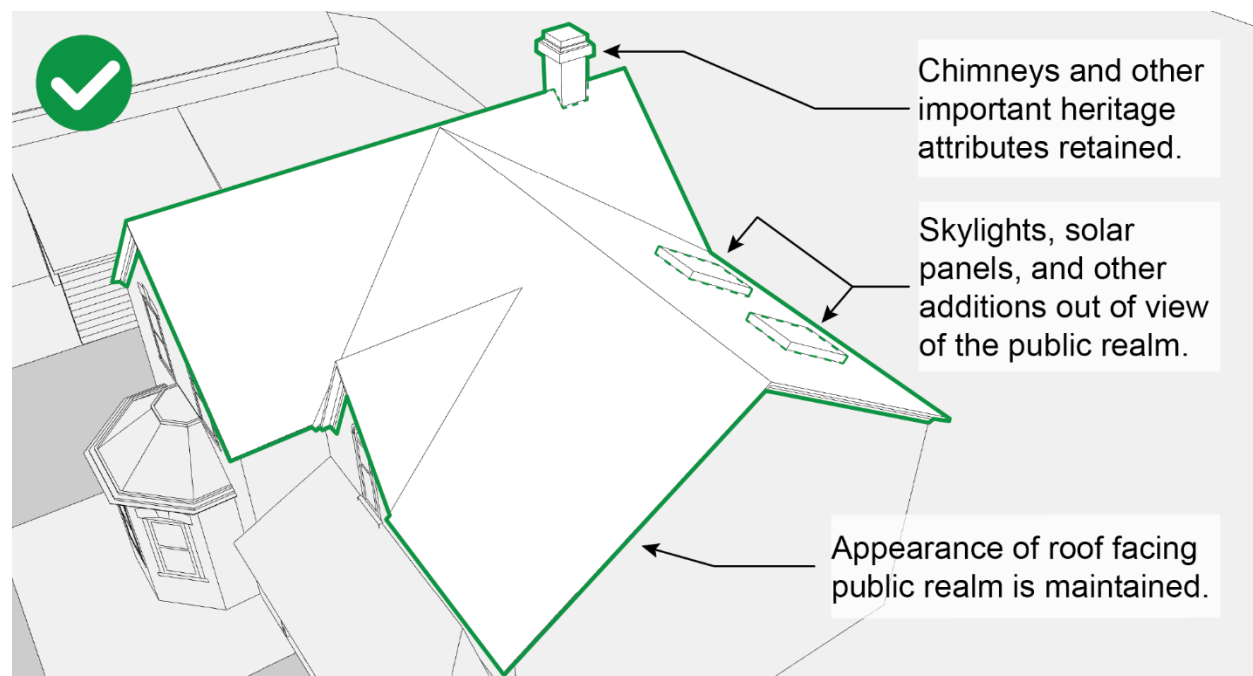 Chimneys and other
important heritage
attributes retained.
Skylights, solar
panels, and other
additions out of view
of the public realm.
Appearance of roof facing
public realm is maintained.